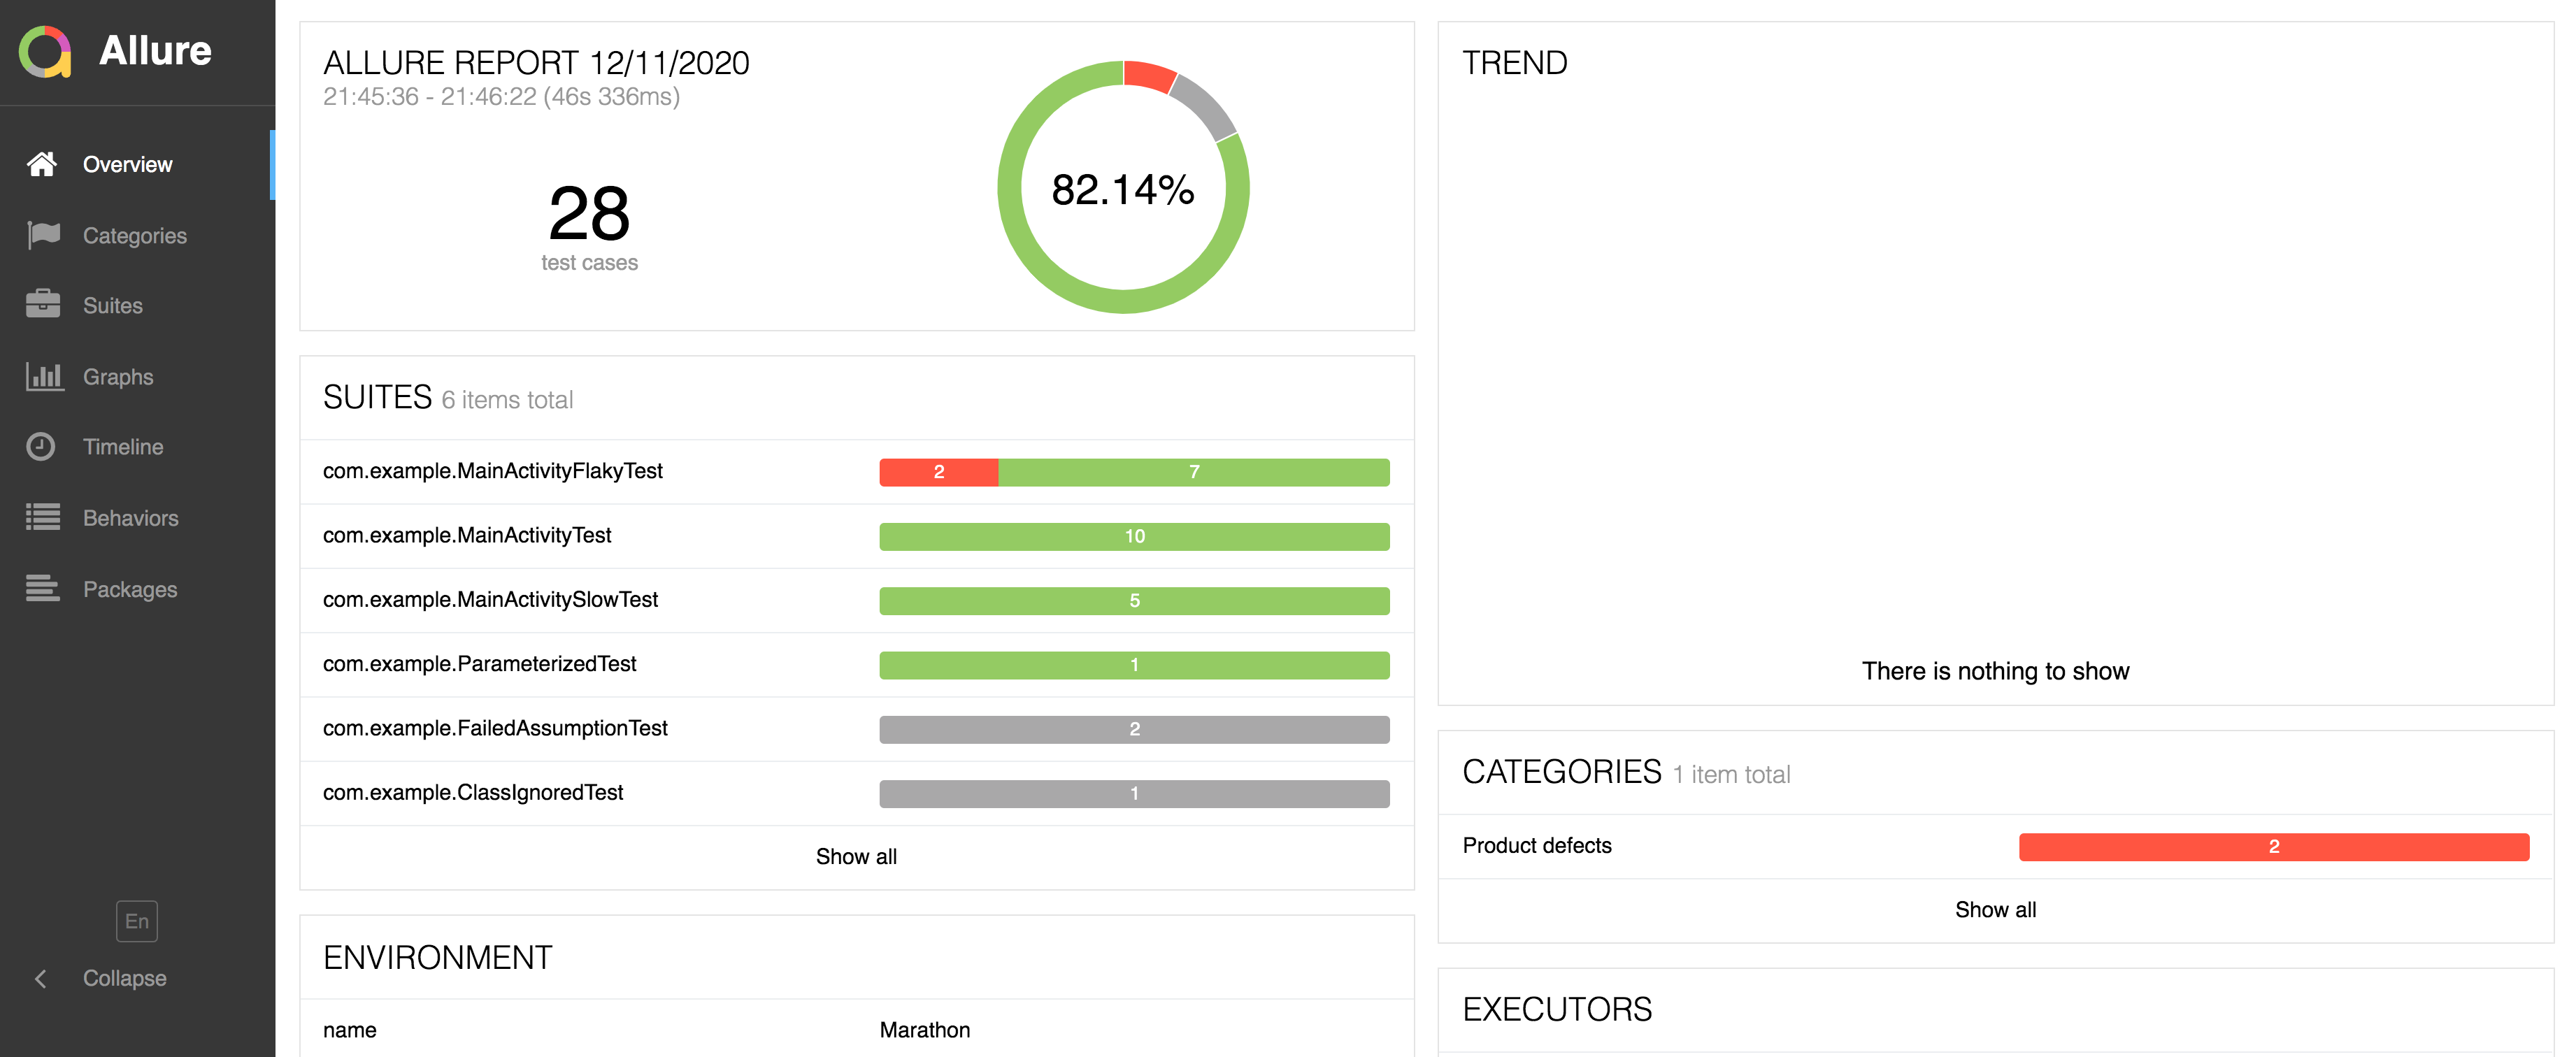 Allure
Overview
Categories
Suites
Graphs
Timeline
Behaviors
Packages
En
Collapse
ALLURE REPORT 12/11/2020
21:45:36 - 21:46:22 (46s 336ms)
28
test cases
82.14%
SUITES 6 items total
com.example.MainActivityFlakyTest 2 7
com.example.MainActivityTest 10
com.example.MainActivitySlowTest 5
com.example.ParameterizedTest 1
com.example.FailedAssumptionTest 2
com.example.ClassIgnoredTest 1
Show all
ENVIRONMENT
name Marathon
TREND
There is nothing to show
CATEGORIES 1 item total
Product defects 2
Show all
EXECUTORS